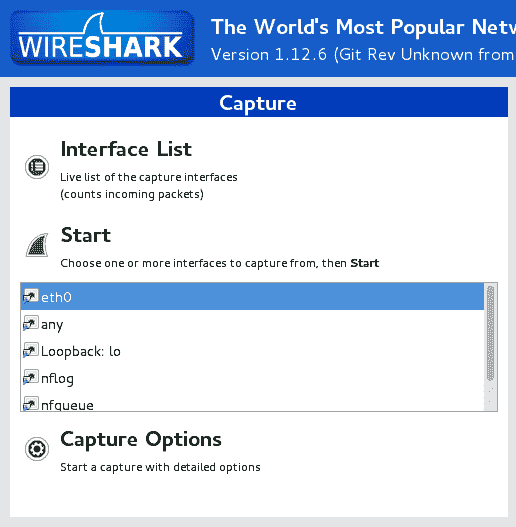 WIRESHARK
The World's Most Popular Netw
Version 1.12.6 (Git Rev Unknown from
Capture
Interface List
Live list of the capture interfaces
(counts incoming packets)
Start
Choose one or more interfaces to capture from, then Start
eth0
any
Loopback: lo
nflog
nfqueue
Capture Options
Start a capture with detailed options